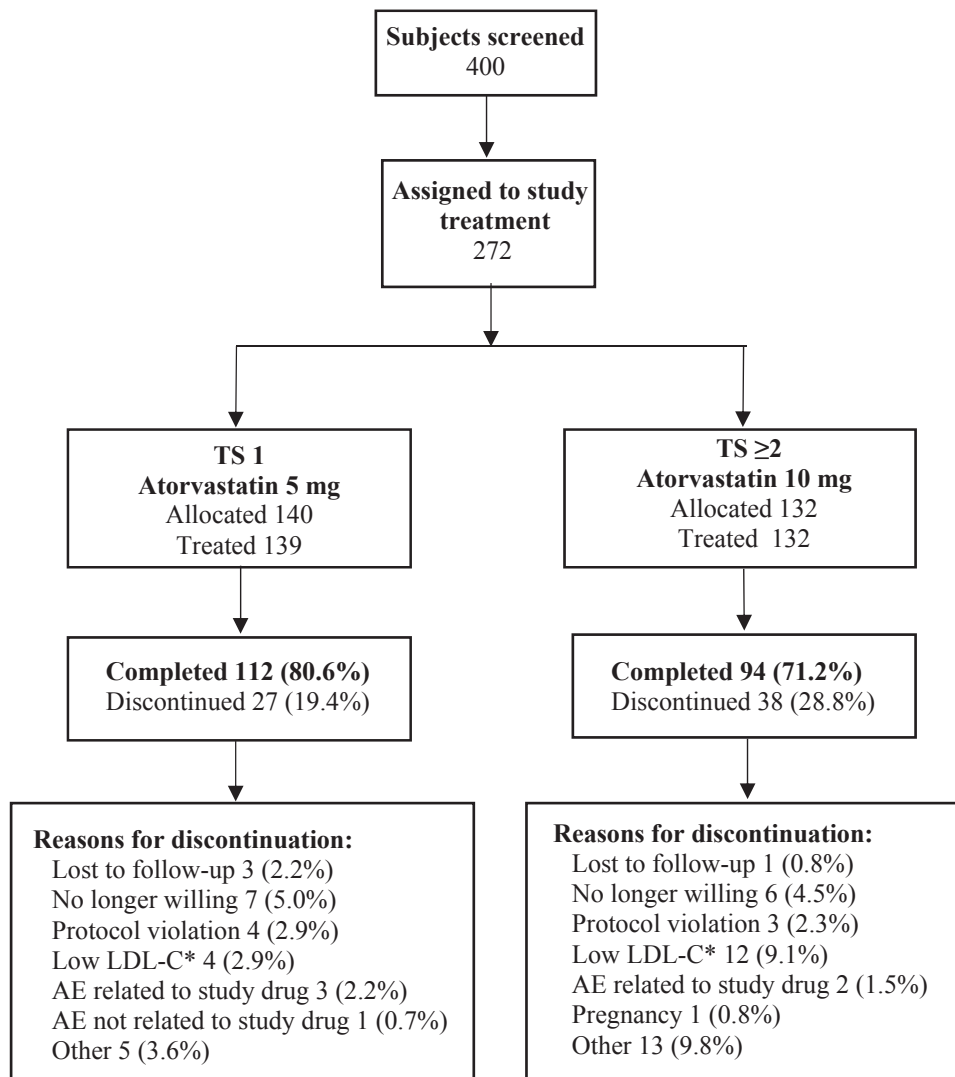 Subjects screened
400
Assigned to study
treatment
272
TS 1
Atorvastatin 5 mg
Allocated 140
Treated 139
TS ≥2
Atorvastatin 10 mg
Allocated 132
Treated 132
Completed 112 (80.6%)
Discontinued 27 (19.4%)
Completed 94 (71.2%)
Discontinued 38 (28.8%)
Reasons for discontinuation:
Lost to follow-up 3 (2.2%)
No longer willing 7 (5.0%)
Protocol violation 4 (2.9%)
Low LDL-C* 4 (2.9%)
AE related to study drug 3 (2.2%)
AE not related to study drug 1 (0.7%)
Other 5 (3.6%)
Reasons for discontinuation:
Lost to follow-up 1 (0.8%)
No longer willing 6 (4.5%)
Protocol violation 3 (2.3%)
Low LDL-C* 12 (9.1%)
AE related to study drug 2 (1.5%)
Pregnancy 1 (0.8%)
Other 13 (9.8%)